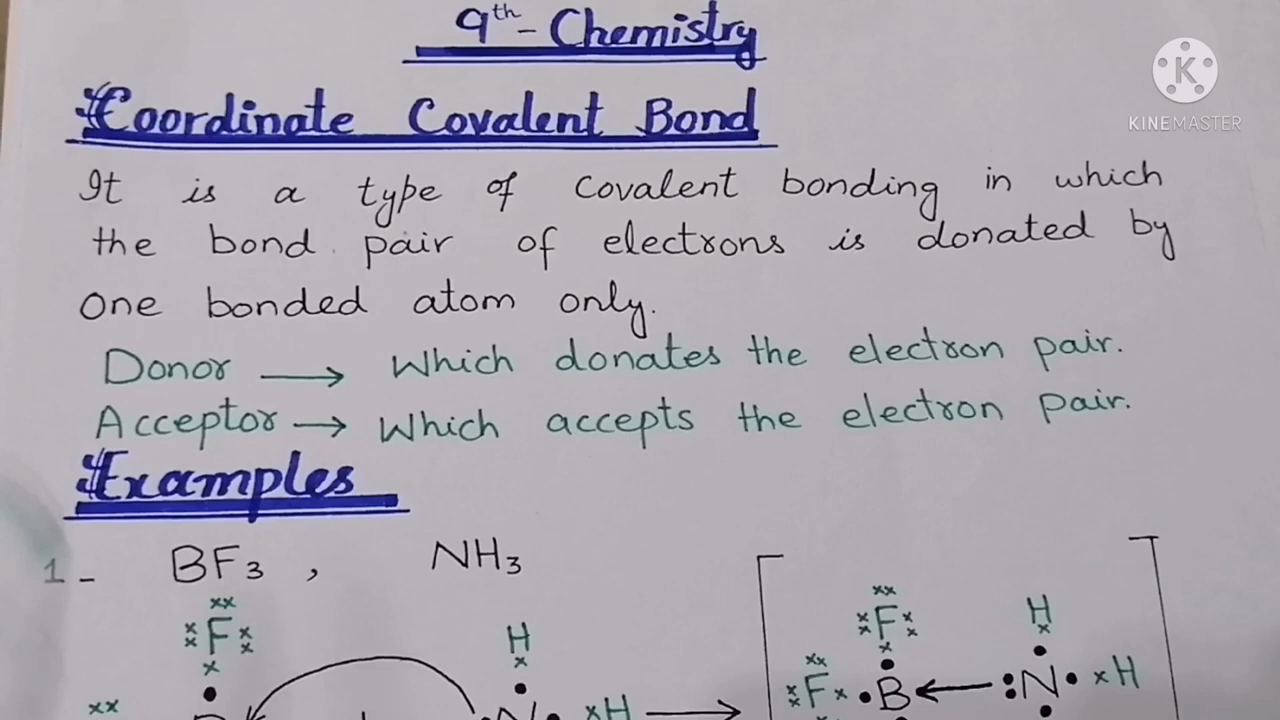 9th - Chemistry
Coordinate Covalent Bond
It is a type of covalent bonding in which
the bond pair of electrons is donated by
one bonded atom only.
Donor → Which donates the electron pair.
Acceptor → Which accepts the electron pair.
Examples
1- BF₃ , NH₃
F H F H
F B N H
N H
KINEMASTER